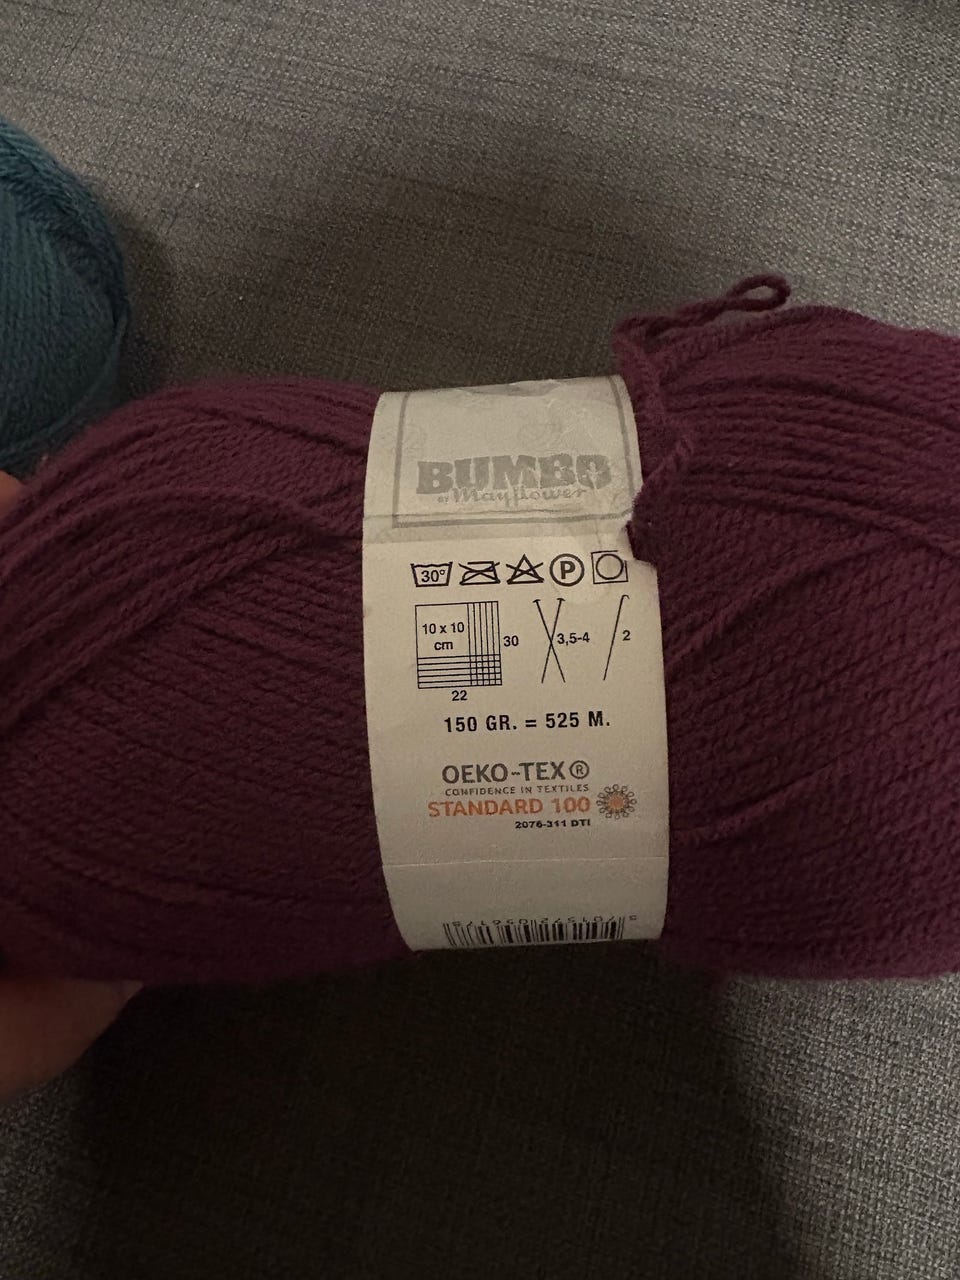 BUMBO
BY Mayflower
30° P
10 x 10
cm
30
22
3,5-4
2
150 GR. = 525 M.
OEKO-TEX®
CONFIDENCE IN TEXTILES
STANDARD 100
2076-311 DTI